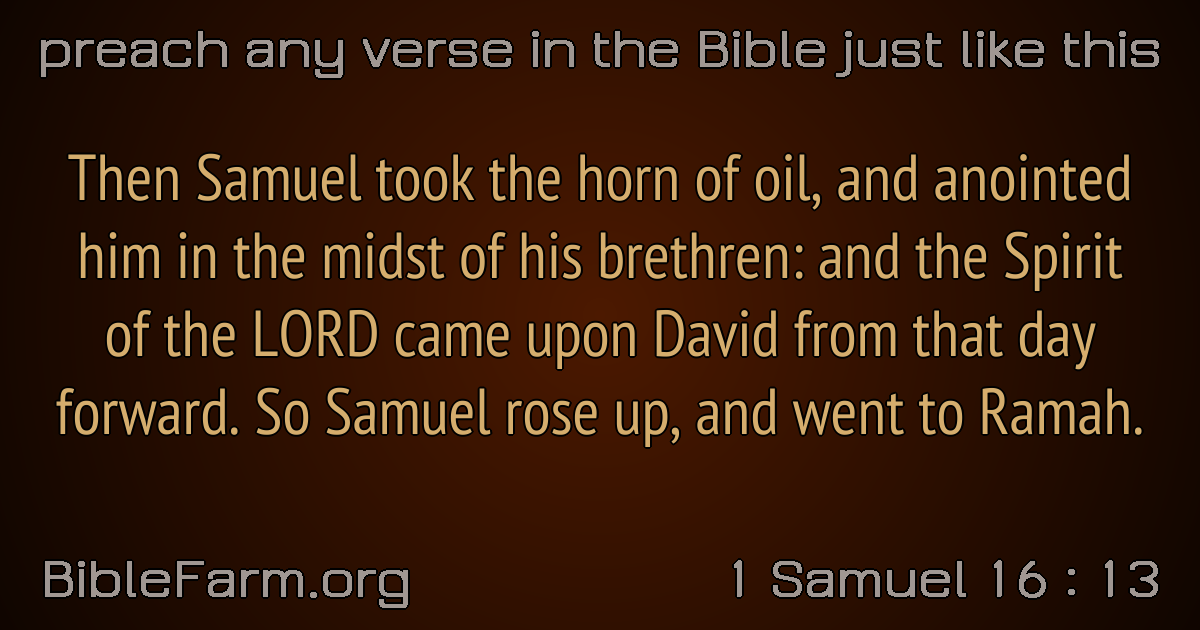 preach any verse in the Bible just like this
Then Samuel took the horn of oil, and anointed
him in the midst of his brethren: and the Spirit
of the LORD came upon David from that day
forward. So Samuel rose up, and went to Ramah.
BibleFarm.org
1 Samuel 16 : 13